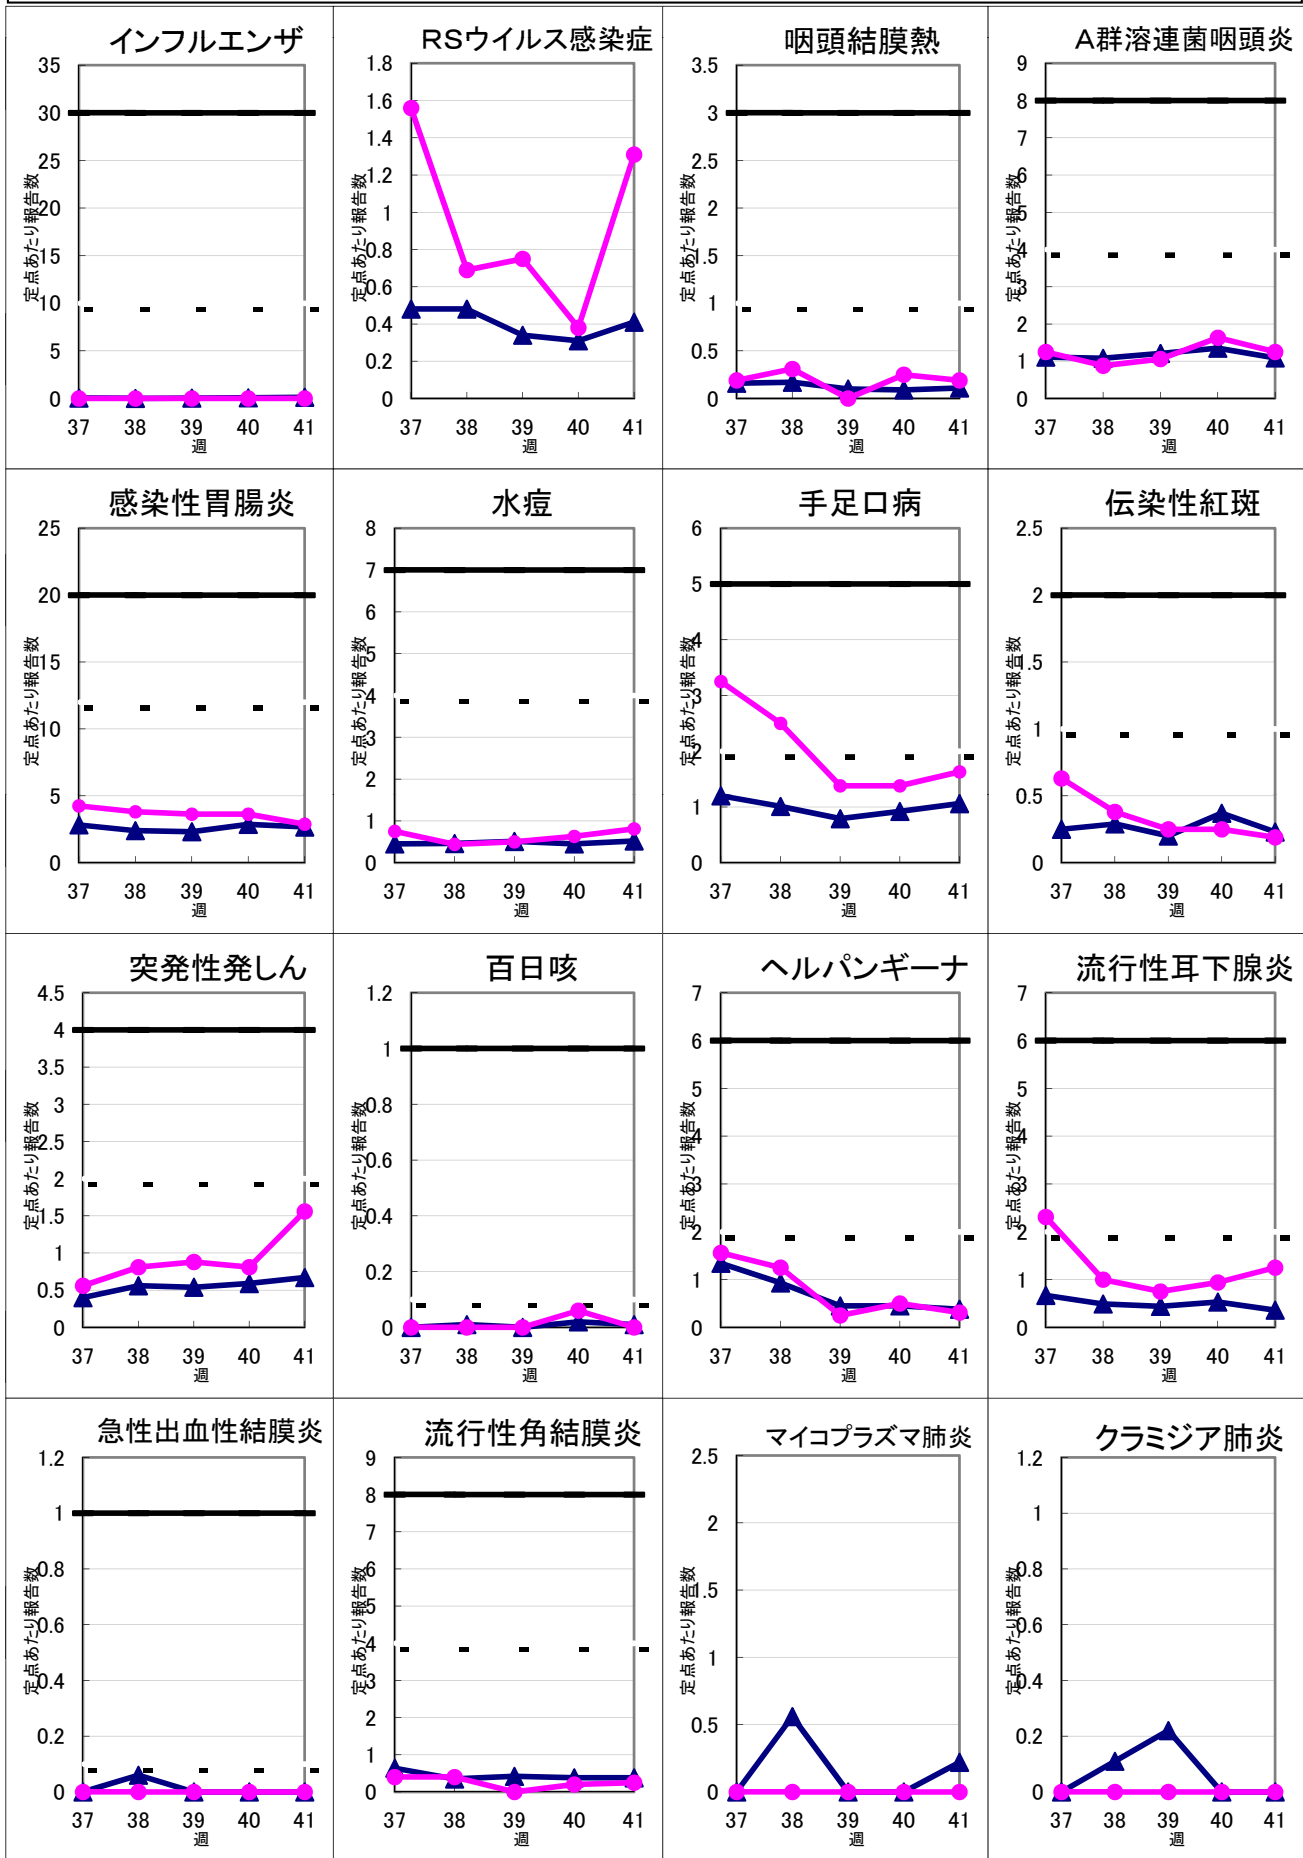 インフルエンザ
35
30
25
20
15
10
5
0
定点あたり報告数
37 38 39 40 41
週
RSウイルス感染症
1.8
1.6
1.4
1.2
1
0.8
0.6
0.4
0.2
0
定点あたり報告数
37 38 39 40 41
週
咽頭結膜熱
3.5
3
2.5
2
1.5
1
0.5
0
定点あたり報告数
37 38 39 40 41
週
A群溶連菌咽頭炎
9
8
7
6
5
4
3
2
1
0
定点あたり報告数
37 38 39 40 41
週
感染性胃腸炎
25
20
15
10
5
0
定点あたり報告数
37 38 39 40 41
週
水痘
8
7
6
5
4
3
2
1
0
定点あたり報告数
37 38 39 40 41
週
手足口病
6
5
4
3
2
1
0
定点あたり報告数
37 38 39 40 41
週
伝染性紅斑
2.5
2
1.5
1
0.5
0
定点あたり報告数
37 38 39 40 41
週
突発性発しん
4.5
4
3.5
3
2.5
2
1.5
1
0.5
0
定点あたり報告数
37 38 39 40 41
週
百日咳
1.2
1
0.8
0.6
0.4
0.2
0
定点あたり報告数
37 38 39 40 41
週
ヘルパンギーナ
7
6
5
4
3
2
1
0
定点あたり報告数
37 38 39 40 41
週
流行性耳下腺炎
7
6
5
4
3
2
1
0
定点あたり報告数
37 38 39 40 41
週
急性出血性結膜炎
1.2
1
0.8
0.6
0.4
0.2
0
定点あたり報告数
37 38 39 40 41
週
流行性角結膜炎
9
8
7
6
5
4
3
2
1
0
定点あたり報告数
37 38 39 40 41
週
マイコプラズマ肺炎
2.5
2
1.5
1
0.5
0
定点あたり報告数
37 38 39 40 41
週
クラミジア肺炎
1.2
1
0.8
0.6
0.4
0.2
0
定点あたり報告数
37 38 39 40 41
週